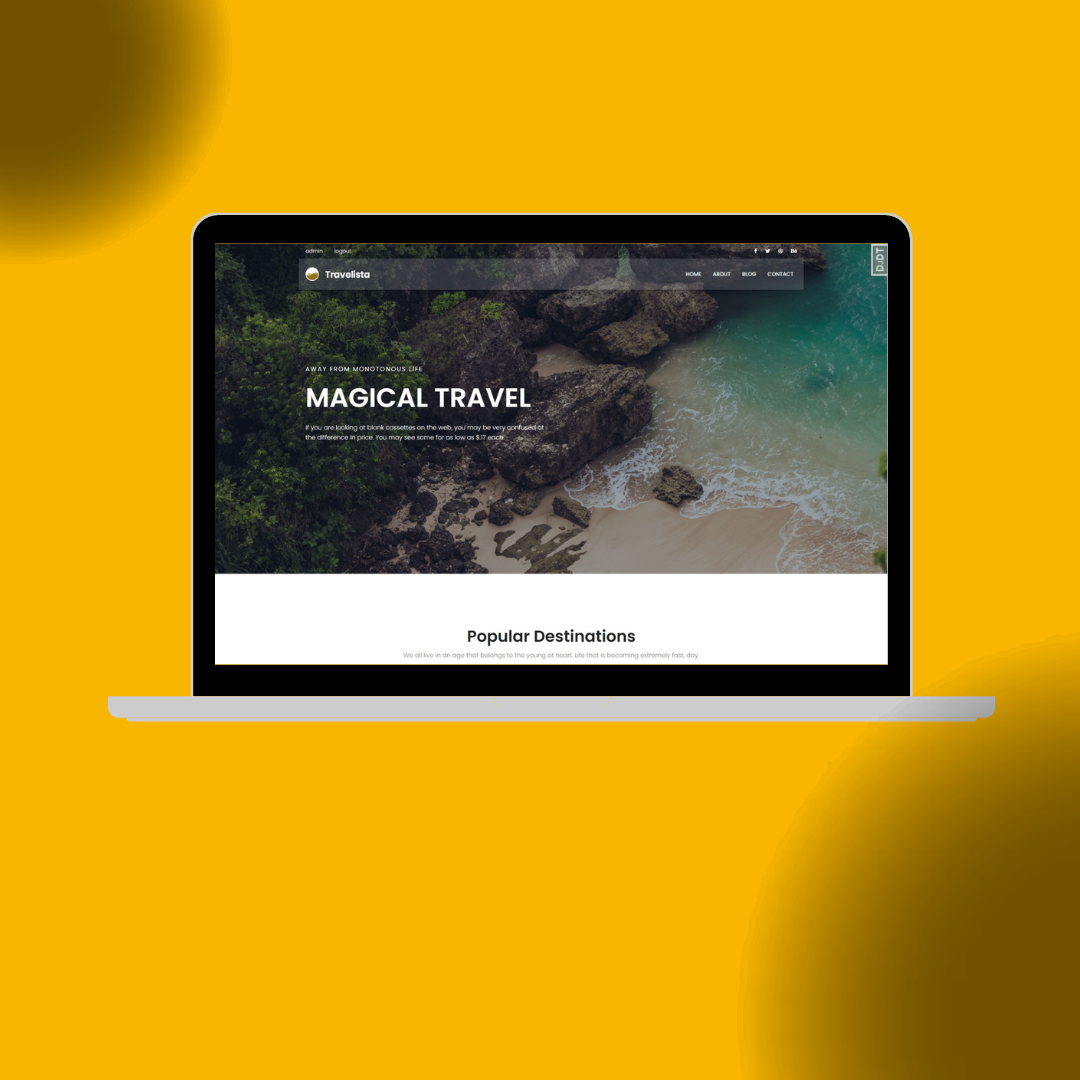 admin logout
DJDT
Travelista
HOME ABOUT BLOG CONTACT
AWAY FROM MONOTONOUS LIFE
MAGICAL TRAVEL
If you are looking at blank cassettes on the web, you may be very confused at
the difference in price. You may see some for as low as $.17 each.
Popular Destinations
We all live in an age that belongs to the young at heart. Life that is becoming extremely fast, day.